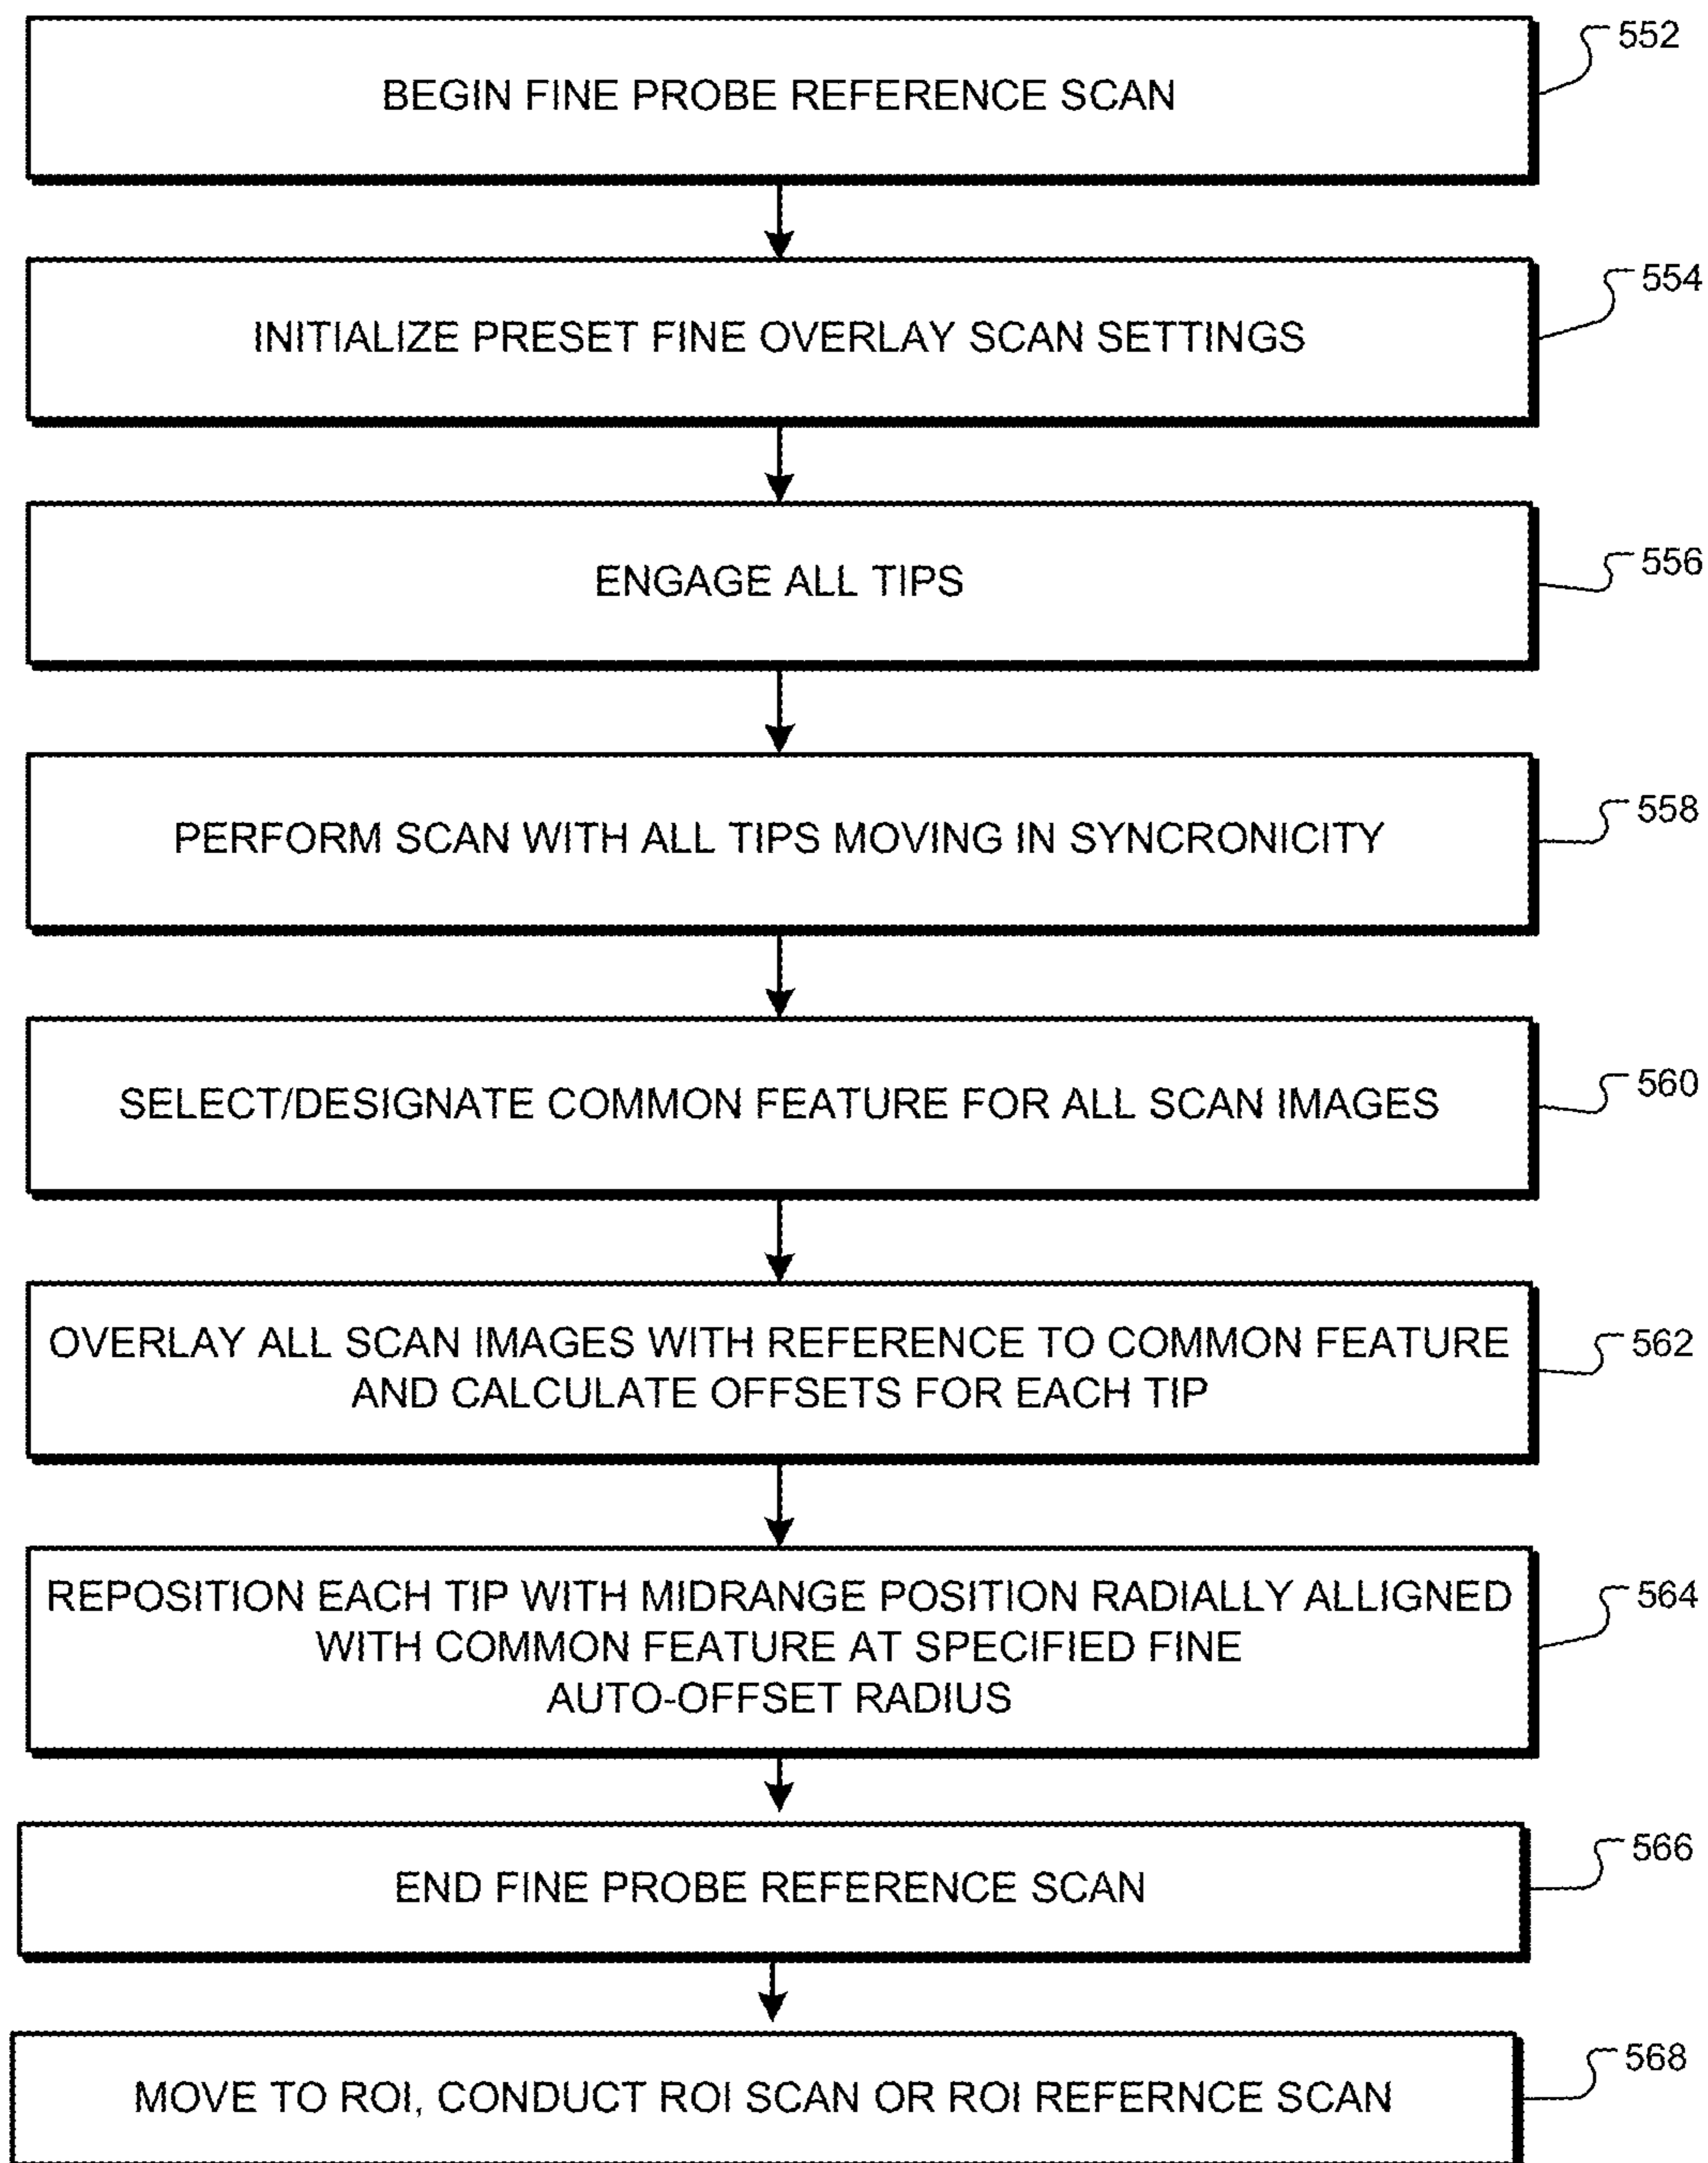 BEGIN FINE PROBE REFERENCE SCAN
552
INITIALIZE PRESET FINE OVERLAY SCAN SETTINGS
554
ENGAGE ALL TIPS
556
PERFORM SCAN WITH ALL TIPS MOVING IN SYNCRONICITY
558
SELECT/DESIGNATE COMMON FEATURE FOR ALL SCAN IMAGES
560
OVERLAY ALL SCAN IMAGES WITH REFERENCE TO COMMON FEATURE
AND CALCULATE OFFSETS FOR EACH TIP
562
REPOSITION EACH TIP WITH MIDRANGE POSITION RADIALLY ALLIGNED
WITH COMMON FEATURE AT SPECIFIED FINE
AUTO-OFFSET RADIUS
564
END FINE PROBE REFERENCE SCAN
566
MOVE TO ROI, CONDUCT ROI SCAN OR ROI REFERNCE SCAN
568